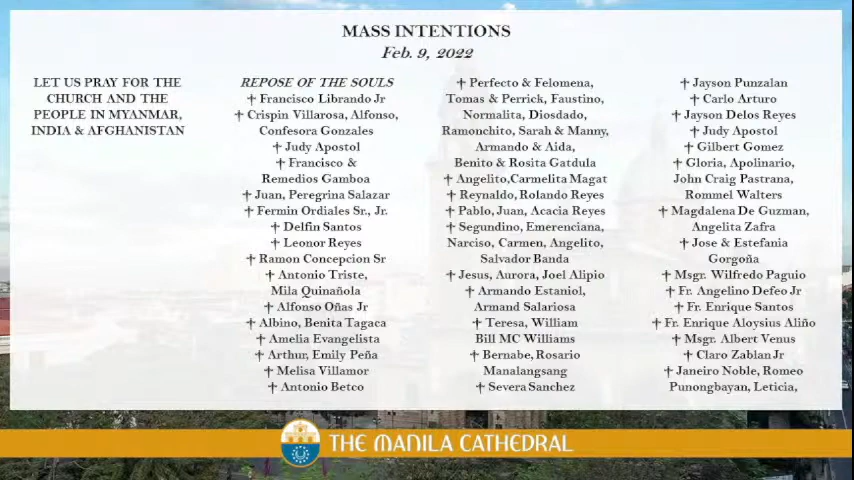 MASS INTENTIONS
Feb. 9, 2022
LET US PRAY FOR THE
CHURCH AND THE
PEOPLE IN MYANMAR,
INDIA & AFGHANISTAN
REPOSE OF THE SOULS
† Francisco Librando Jr
† Crispin Villarosa, Alfonso,
Confesora Gonzales
† Judy Apostol
† Francisco &
Remedios Gamboa
† Juan, Peregrina Salazar
† Fermin Ordiales Sr., Jr.
† Delfin Santos
† Leonor Reyes
† Ramon Concepcion Sr
† Antonio Triste,
Mila Quinañola
† Alfonso Oñas Jr
† Albino, Benita Tagaca
† Amelia Evangelista
† Arthur, Emily Peña
† Melisa Villamor
† Antonio Betco
† Perfecto & Felomena,
Tomas & Perrick, Faustino,
Normalita, Diosdado,
Ramonchito, Sarah & Manny,
Armando & Aida,
Benito & Rosita Gatdula
† Angelito,Carmelita Magat
† Reynaldo, Rolando Reyes
† Pablo, Juan, Acacia Reyes
† Segundino, Emerenciana,
Narciso, Carmen, Angelito,
Salvador Banda
† Jesus, Aurora, Joel Alipio
† Armando Estaniol,
Armand Salariosa
† Teresa, William
Bill MC Williams
† Bernabe, Rosario
Manalangsang
† Severa Sanchez
† Jayson Punzalan
† Carlo Arturo
† Jayson Delos Reyes
† Judy Apostol
† Gilbert Gomez
† Gloria, Apolinario,
John Craig Pastrana,
Rommel Walters
† Magdalena De Guzman,
Angelita Zafra
† Jose & Estefania
Gorgoña
† Msgr. Wilfredo Paguio
† Fr. Angelino Defeo Jr
† Fr. Enrique Santos
† Fr. Enrique Aloysius Aliño
† Msgr. Albert Venus
† Claro Zablan Jr
† Janeiro Noble, Romeo
Punongbayan, Leticia,
THE MANILA CATHEDRAL